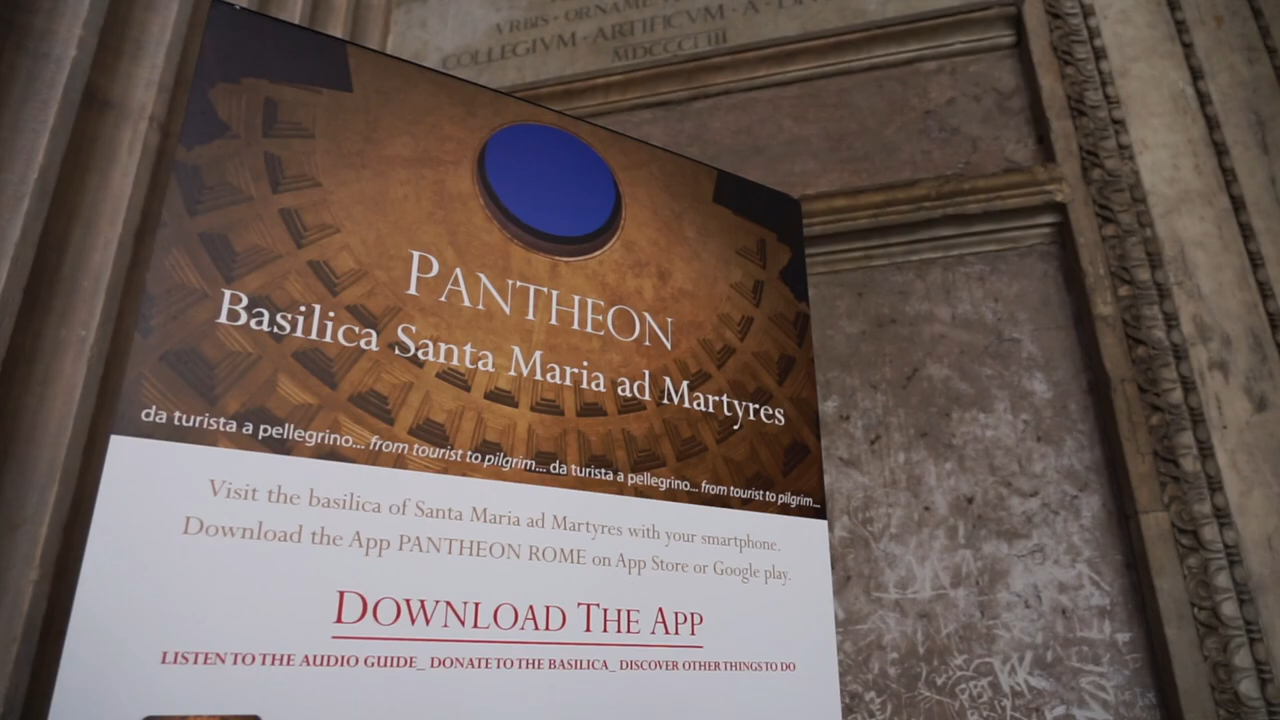 VRBIS · ORNAME
COLLEGIVM · ARTIFICVM · A · DIV
MDCCCLIII
PANTHEON
Basilica Santa Maria ad Martyres
da turista a pellegrino... from tourist to pilgrim... da turista a pellegrino... from tourist to pilgrim...
Visit the basilica of Santa Maria ad Martyres with your smartphone.
Download the App PANTHEON ROME on App Store or Google play.
DOWNLOAD THE APP
LISTEN TO THE AUDIO GUIDE_ DONATE TO THE BASILICA_ DISCOVER OTHER THINGS TO DO